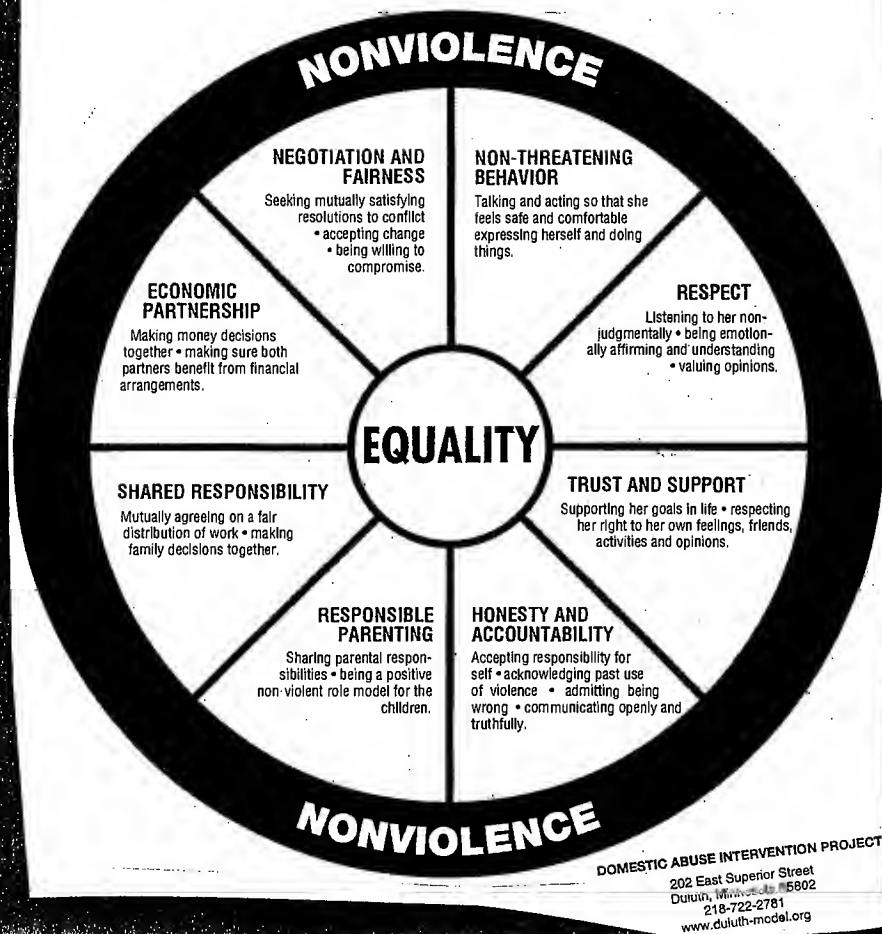 NONVIOLENCE
NEGOTIATION AND
FAIRNESS
Seeking mutually satisfying
resolutions to conflict
• accepting change
• being willing to
compromise.
NON-THREATENING
BEHAVIOR
Talking and acting so that she
feels safe and comfortable
expressing herself and doing
things.
RESPECT
Listening to her non-
judgmentally • being emotion-
ally affirming and understanding
• valuing opinions.
TRUST AND SUPPORT
Supporting her goals in life • respecting
her right to her own feelings, friends,
activities and opinions.
HONESTY AND
ACCOUNTABILITY
Accepting responsibility for
self • acknowledging past use
of violence • admitting being
wrong • communicating openly and
truthfully.
RESPONSIBLE
PARENTING
Sharing parental respon-
sibilities • being a positive
non-violent role model for the
children.
SHARED RESPONSIBILITY
Mutually agreeing on a fair
distribution of work • making
family decisions together.
ECONOMIC
PARTNERSHIP
Making money decisions
together • making sure both
partners benefit from financial
arrangements.
EQUALITY
NONVIOLENCE
DOMESTIC ABUSE INTERVENTION PROJECT
202 East Superior Street
Duluth,
218-722-2781
www.duluth-model.org